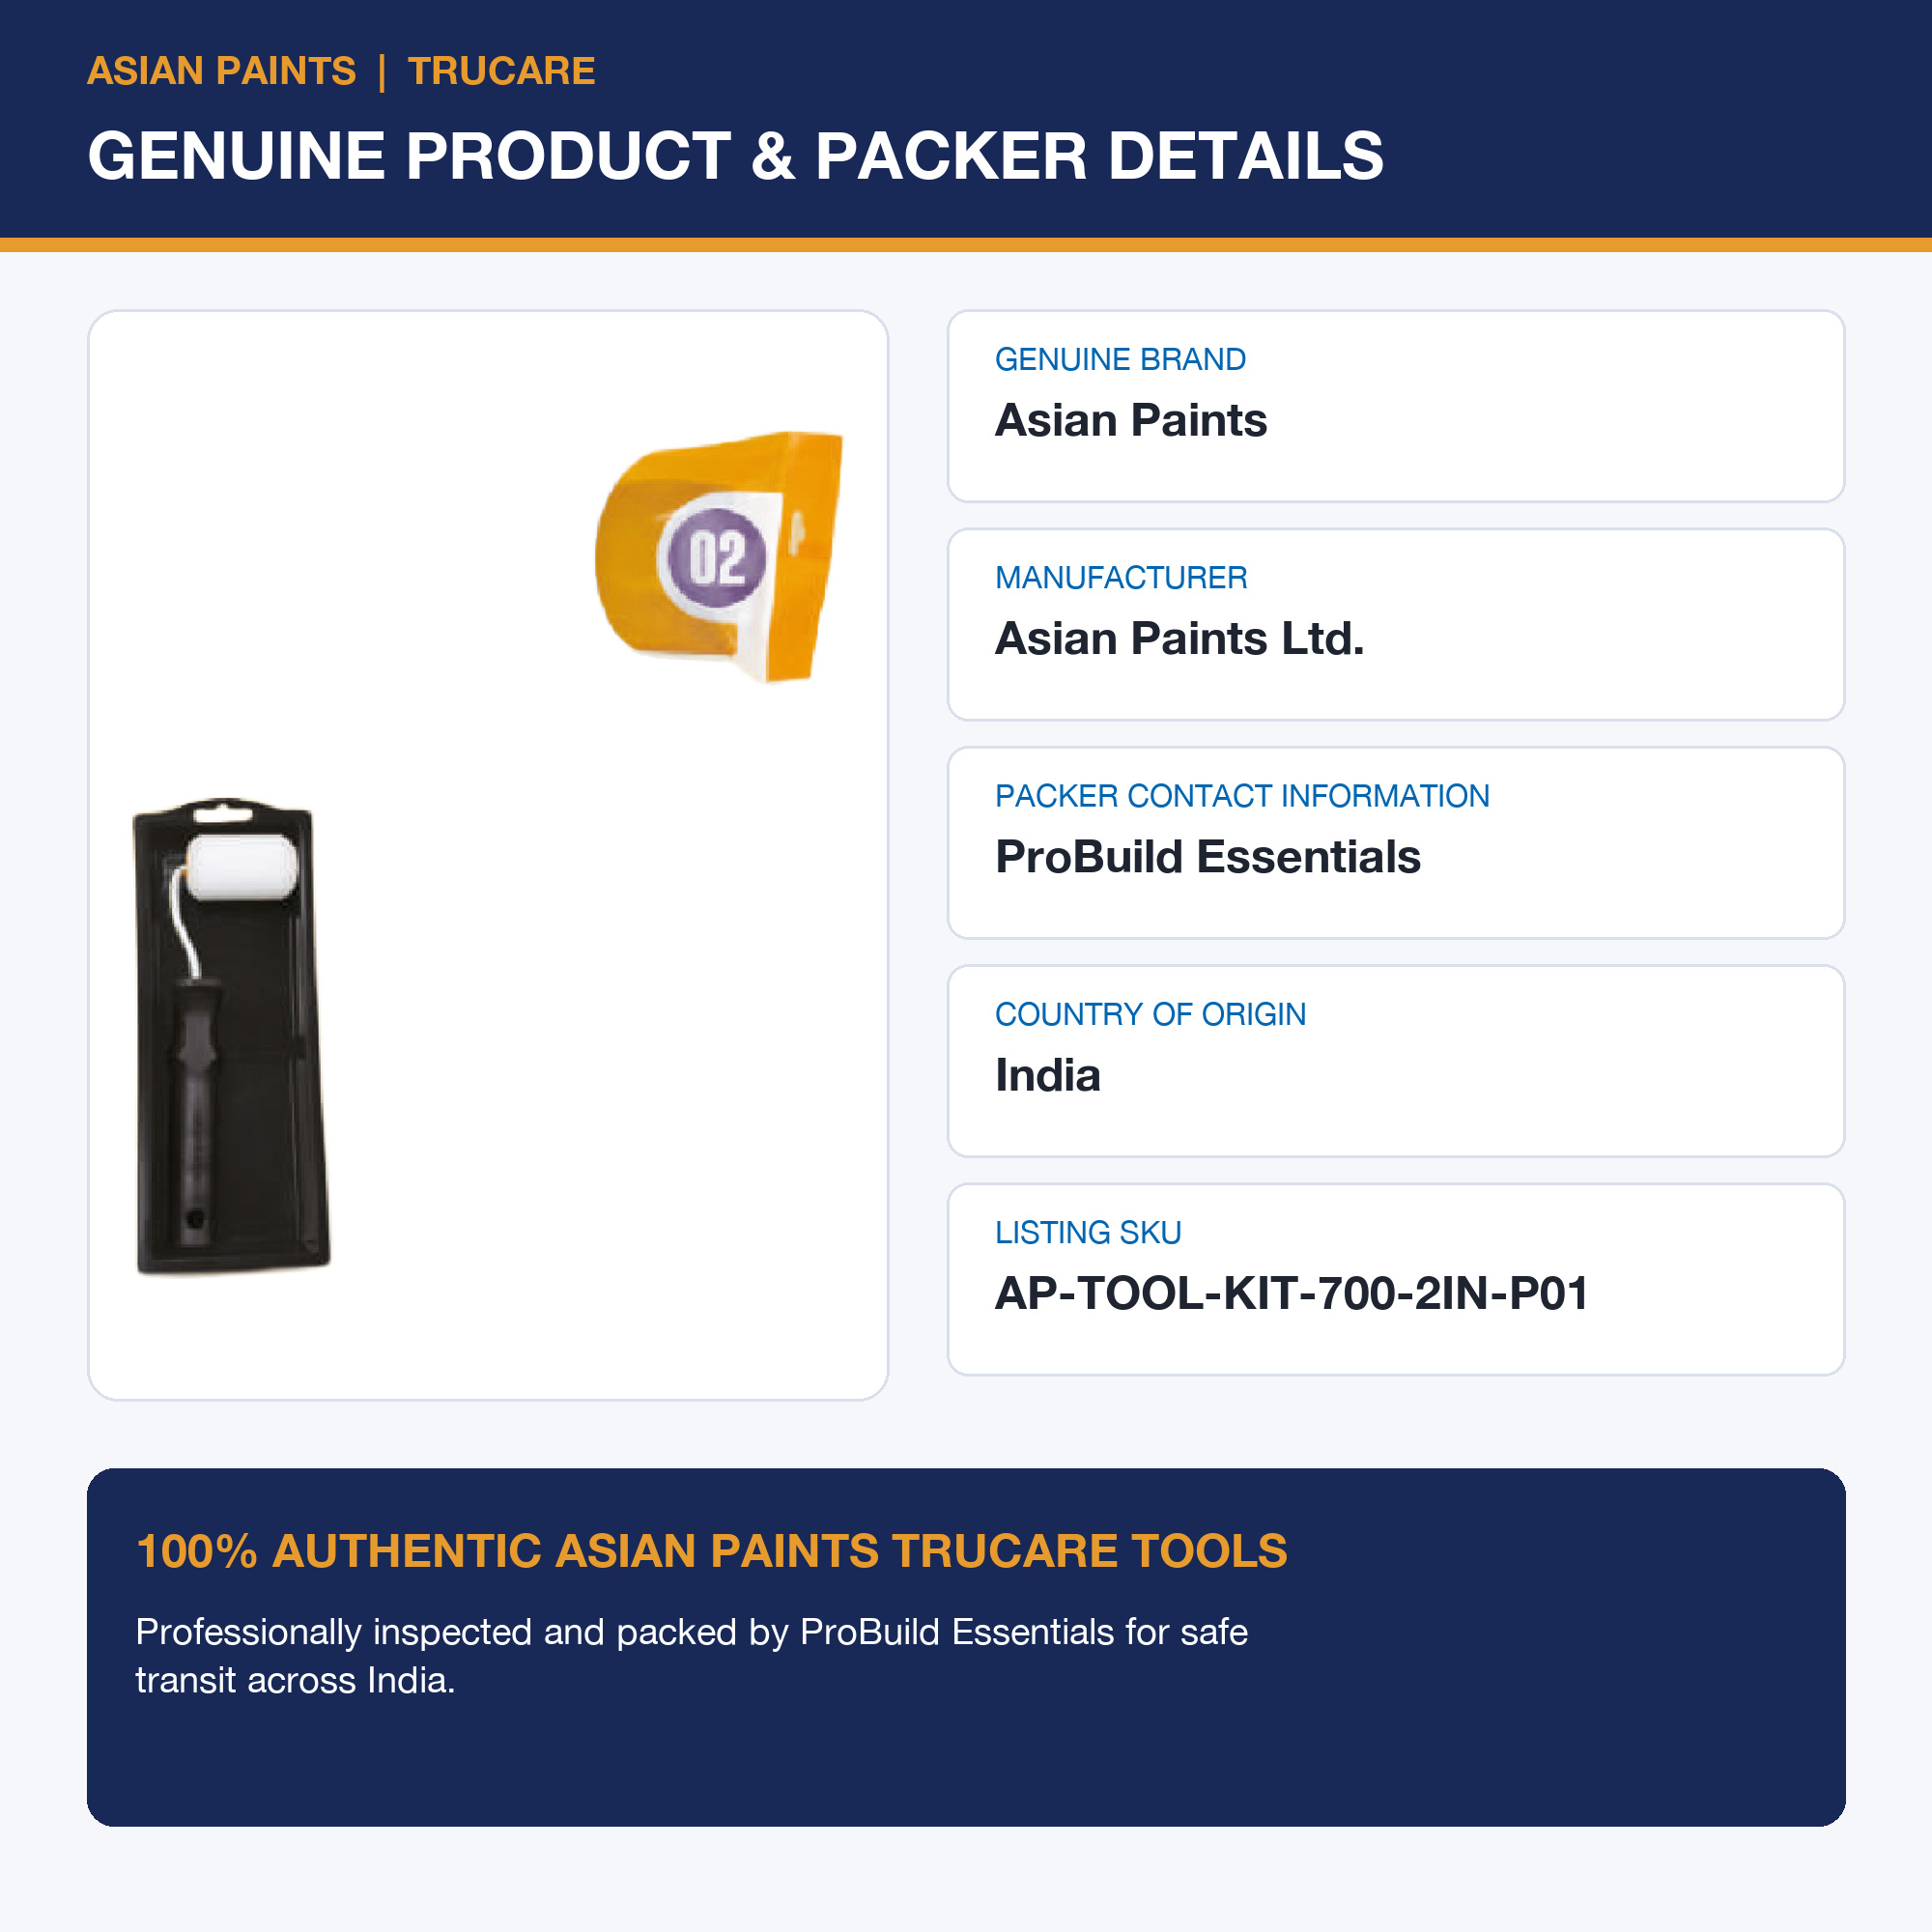 ASIAN PAINTS | TRUCARE
GENUINE PRODUCT & PACKER DETAILS
02
GENUINE BRAND
Asian Paints
MANUFACTURER
Asian Paints Ltd.
PACKER CONTACT INFORMATION
ProBuild Essentials
COUNTRY OF ORIGIN
India
LISTING SKU
AP-TOOL-KIT-700-2IN-P01
100% AUTHENTIC ASIAN PAINTS TRUCARE TOOLS
Professionally inspected and packed by ProBuild Essentials for safe
transit across India.